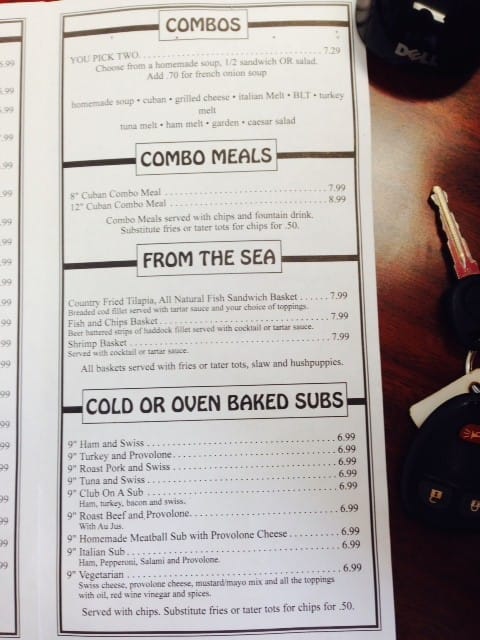 COMBOS
YOU PICK TWO. . . . . . . . . . . . . . . . . . . . . . . . . . . . . 7.29
Choose from a homemade soup, 1/2 sandwich OR salad.
Add .70 for french onion soup
homemade soup • cuban • grilled cheese • italian Melt • BLT • turkey
melt
tuna melt • ham melt • garden • caesar salad
COMBO MEALS
8" Cuban Combo Meal . . . . . . . . . . . . . . . . . . . . . . . 7.99
12" Cuban Combo Meal . . . . . . . . . . . . . . . . . . . . . . 8.99
Combo Meals served with chips and fountain drink.
Substitute fries or tater tots for chips for .50.
FROM THE SEA
Country Fried Tilapia, All Natural Fish Sandwich Basket . . . . . . 7.99
Breaded cod fillet served with tartar sauce and your choice of toppings.
Fish and Chips Basket . . . . . . . . . . . . . . . . . . . . . . . . 7.99
Beer battered strips of haddock fillet served with cocktail or tartar sauce.
Shrimp Basket . . . . . . . . . . . . . . . . . . . . . . . . . . . . . 7.99
Served with cocktail or tartar sauce.
All baskets served with fries or tater tots, slaw and hushpuppies.
COLD OR OVEN BAKED SUBS
9" Ham and Swiss . . . . . . . . . . . . . . . . . . . . . . . . . . . 6.99
9" Turkey and Provolone. . . . . . . . . . . . . . . . . . . . . . . 6.99
9" Roast Pork and Swiss . . . . . . . . . . . . . . . . . . . . . . . 6.99
9" Tuna and Swiss . . . . . . . . . . . . . . . . . . . . . . . . . . 6.99
9" Club On A Sub . . . . . . . . . . . . . . . . . . . . . . . . . . 6.99
Ham, turkey, bacon and swiss.
9" Roast Beef and Provolone. . . . . . . . . . . . . . . . . . . . . 6.99
With Au Jus.
9" Homemade Meatball Sub with Provolone Cheese . . . . . . . . 6.99
9" Italian Sub . . . . . . . . . . . . . . . . . . . . . . . . . . . . . 6.99
Ham, Pepperoni, Salami and Provolone.
9" Vegetarian . . . . . . . . . . . . . . . . . . . . . . . . . . . . . 6.99
Swiss cheese, provolone cheese, mustard/mayo mix and all the toppings
with oil, red wine vinegar and spices.
Served with chips. Substitute fries or tater tots for chips for .50.
DELL